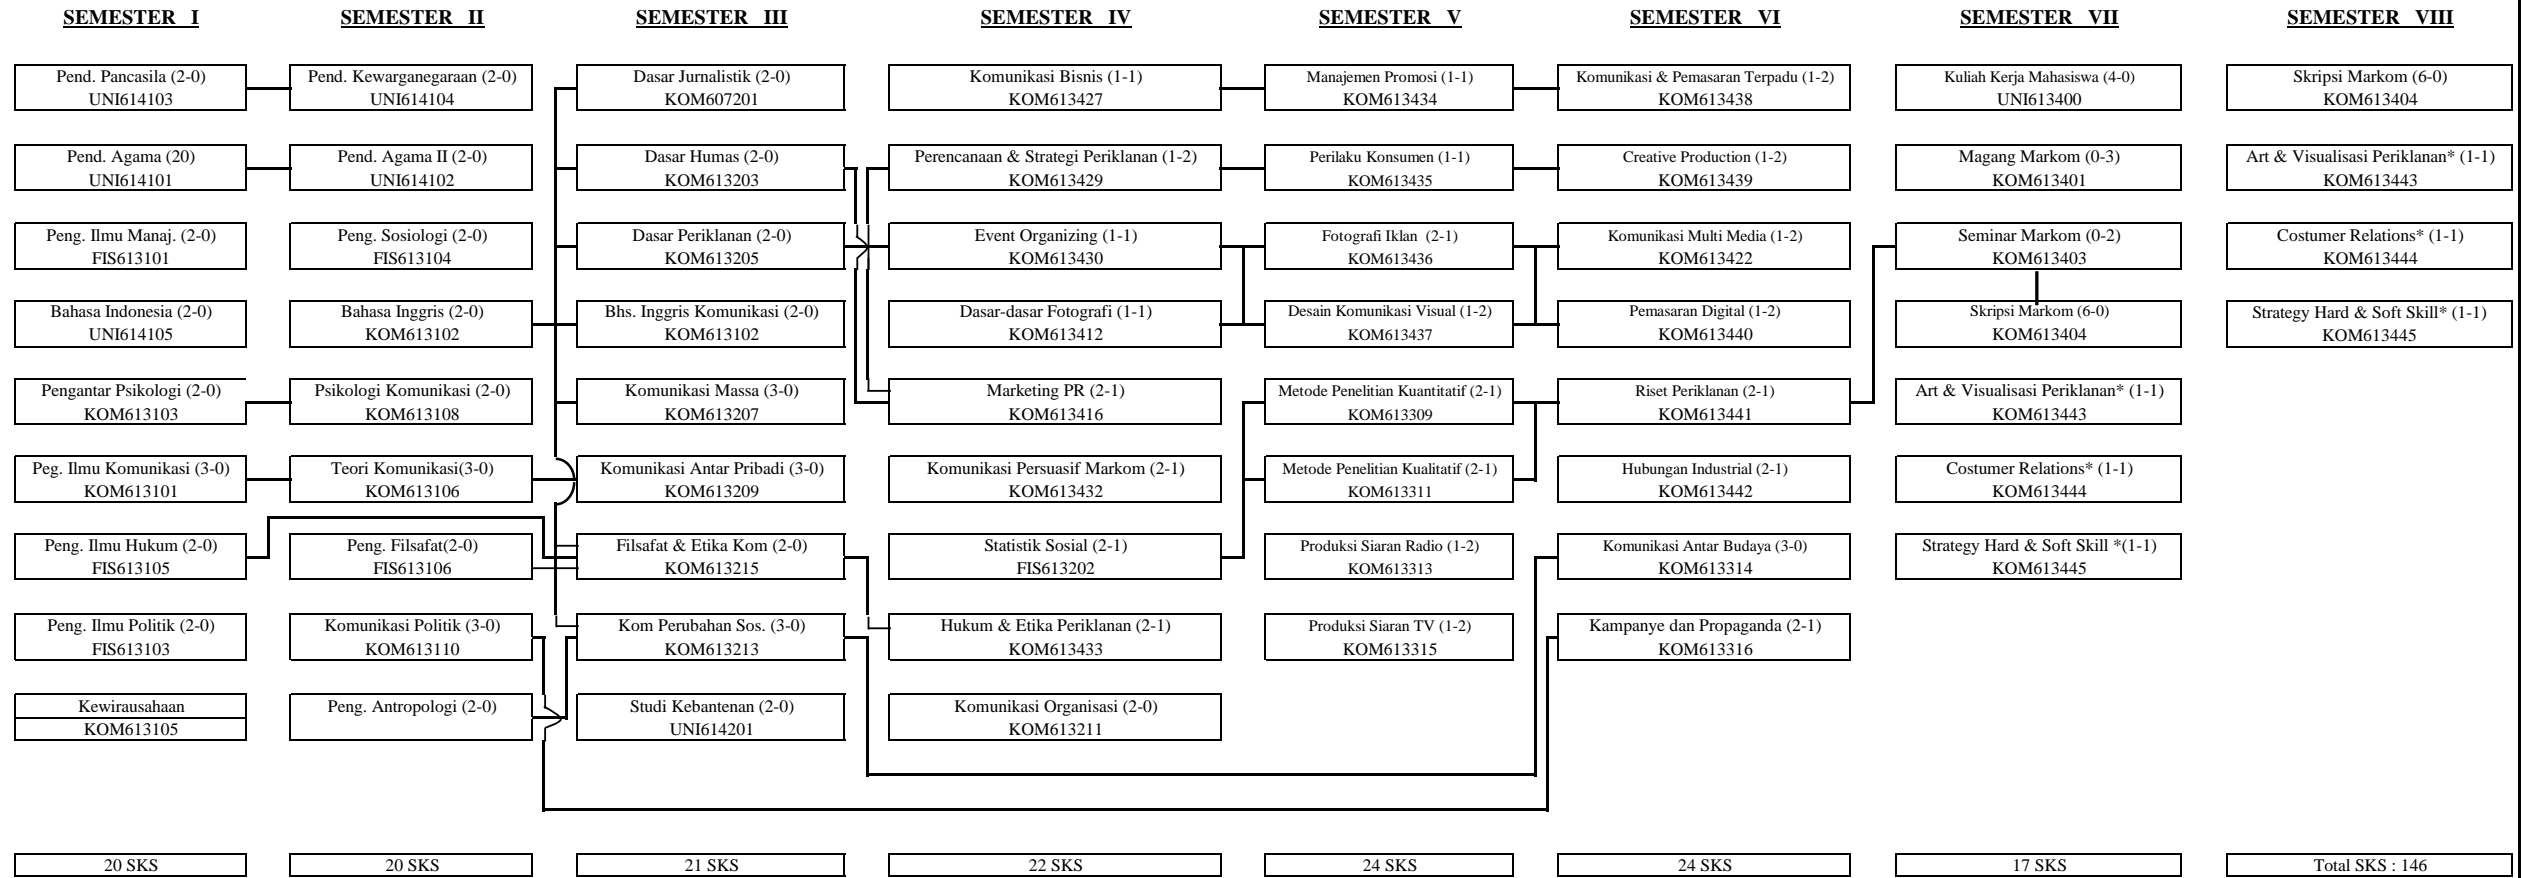 SEMESTER I
Pend. Pancasila (2-0)
UNI614103
Pend. Agama (20)
UNI614101
Peng. Ilmu Manaj. (2-0)
FIS613101
Bahasa Indonesia (2-0)
UNI614105
Pengantar Psikologi (2-0)
KOM613103
Peg. Ilmu Komunikasi (3-0)
KOM613101
Peng. Ilmu Hukum (2-0)
FIS613105
Peng. Ilmu Politik (2-0)
FIS613103
Kewirausahaan
KOM613105
20 SKS
SEMESTER II
Pend. Kewarganegaraan (2-0)
UNI614104
Pend. Agama II (2-0)
UNI614102
Peng. Sosiologi (2-0)
FIS613104
Bahasa Inggris (2-0)
KOM613102
Psikologi Komunikasi (2-0)
KOM613108
Teori Komunikasi(3-0)
KOM613106
Peng. Filsafat(2-0)
FIS613106
Komunikasi Politik (3-0)
KOM613110
Peng. Antropologi (2-0)
20 SKS
SEMESTER III
Dasar Jurnalistik (2-0)
KOM607201
Dasar Humas (2-0)
KOM613203
Dasar Periklanan (2-0)
KOM613205
Bhs. Inggris Komunikasi (2-0)
KOM613102
Komunikasi Massa (3-0)
KOM613207
Komunikasi Antar Pribadi (3-0)
KOM613209
Filsafat & Etika Kom (2-0)
KOM613215
Kom Perubahan Sos. (3-0)
KOM613213
Studi Kebantenan (2-0)
UNI614201
21 SKS
SEMESTER IV
Komunikasi Bisnis (1-1)
KOM613427
Perencanaan & Strategi Periklanan (1-2)
KOM613429
Event Organizing (1-1)
KOM613430
Dasar-dasar Fotografi (1-1)
KOM613412
Marketing PR (2-1)
KOM613416
Komunikasi Persuasif Markom (2-1)
KOM613432
Statistik Sosial (2-1)
FIS613202
Hukum & Etika Periklanan (2-1)
KOM613433
Komunikasi Organisasi (2-0)
KOM613211
22 SKS
SEMESTER V
Manajemen Promosi (1-1)
KOM613434
Perilaku Konsumen (1-1)
KOM613435
Fotografi Iklan (2-1)
KOM613436
Desain Komunikasi Visual (1-2)
KOM613437
Metode Penelitian Kuantitatif (2-1)
KOM613309
Metode Penelitian Kualitatif (2-1)
KOM613311
Produksi Siaran Radio (1-2)
KOM613313
Produksi Siaran TV (1-2)
KOM613315
24 SKS
SEMESTER VI
Komunikasi & Pemasaran Terpadu (1-2)
KOM613438
Creative Production (1-2)
KOM613439
Komunikasi Multi Media (1-2)
KOM613422
Pemasaran Digital (1-2)
KOM613440
Riset Periklanan (2-1)
KOM613441
Hubungan Industrial (2-1)
KOM613442
Komunikasi Antar Budaya (3-0)
KOM613314
Kampanye dan Propaganda (2-1)
KOM613316
24 SKS
SEMESTER VII
Kuliah Kerja Mahasiswa (4-0)
UNI613400
Magang Markom (0-3)
KOM613401
Seminar Markom (0-2)
KOM613403
Skripsi Markom (6-0)
KOM613404
Art & Visualisasi Periklanan* (1-1)
KOM613443
Costumer Relations* (1-1)
KOM613444
Strategy Hard & Soft Skill *(1-1)
KOM613445
17 SKS
SEMESTER VIII
Skripsi Markom (6-0)
KOM613404
Art & Visualisasi Periklanan* (1-1)
KOM613443
Costumer Relations* (1-1)
KOM613444
Strategy Hard & Soft Skill* (1-1)
KOM613445
Total SKS : 146